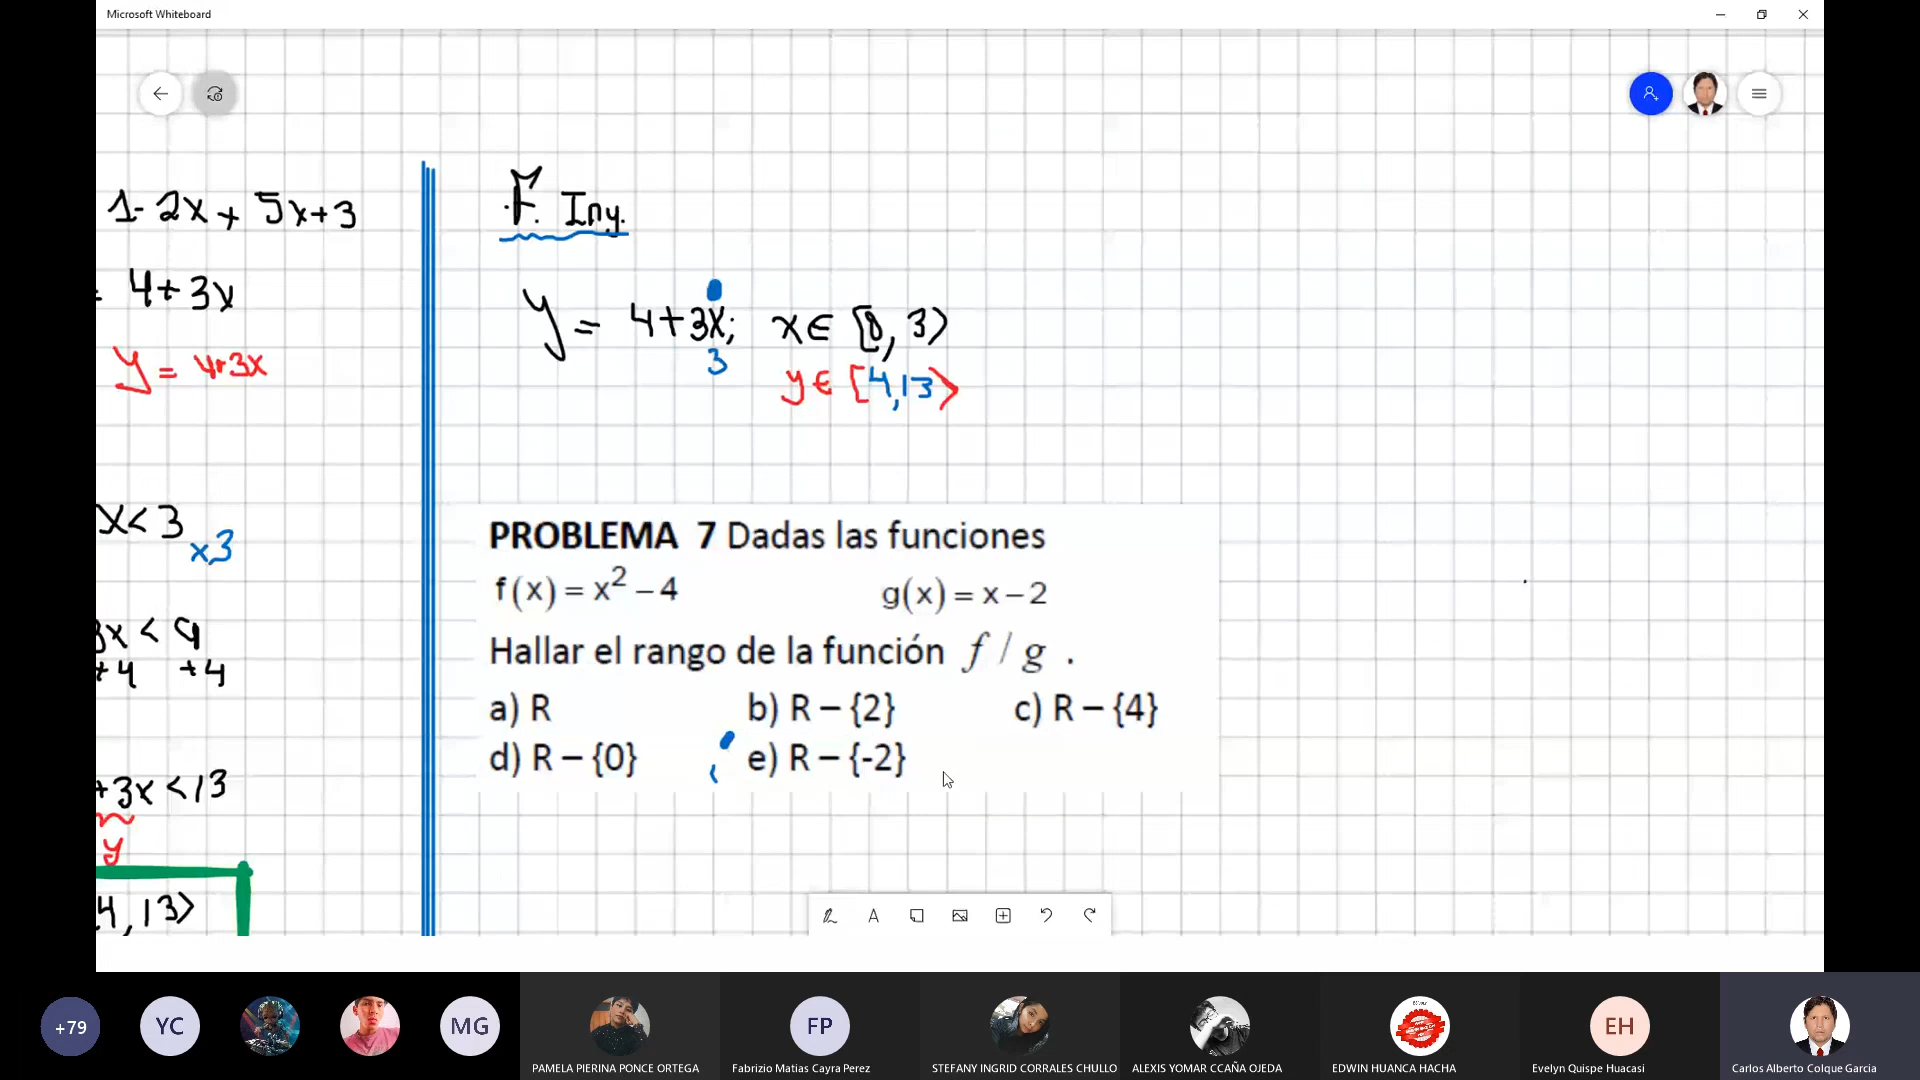 Microsoft Whiteboard
1- 2x + 5x+3
= 4+ 3x
y = 4+3x
x < 3
x3
3x < 9
+4 +4
+3x < 13
y
4, 13⟩
F. Iny.
y = 4+3x; x ∈ [0, 3⟩
3
y ∈ [4,13⟩
PROBLEMA 7 Dadas las funciones
f(x) = x² − 4 g(x) = x − 2
Hallar el rango de la función f / g .
a) R b) R – {2} c) R – {4}
d) R – {0} e) R – {-2}
A
+79 YC MG FP EH
PAMELA PIERINA PONCE ORTEGA Fabrizio Matias Cayra Perez STEFANY INGRID CORRALES CHULLO ALEXIS YOMAR CCAÑA OJEDA EDWIN HUANCA HACHA Evelyn Quispe Huacasi Carlos Alberto Colque Garcia